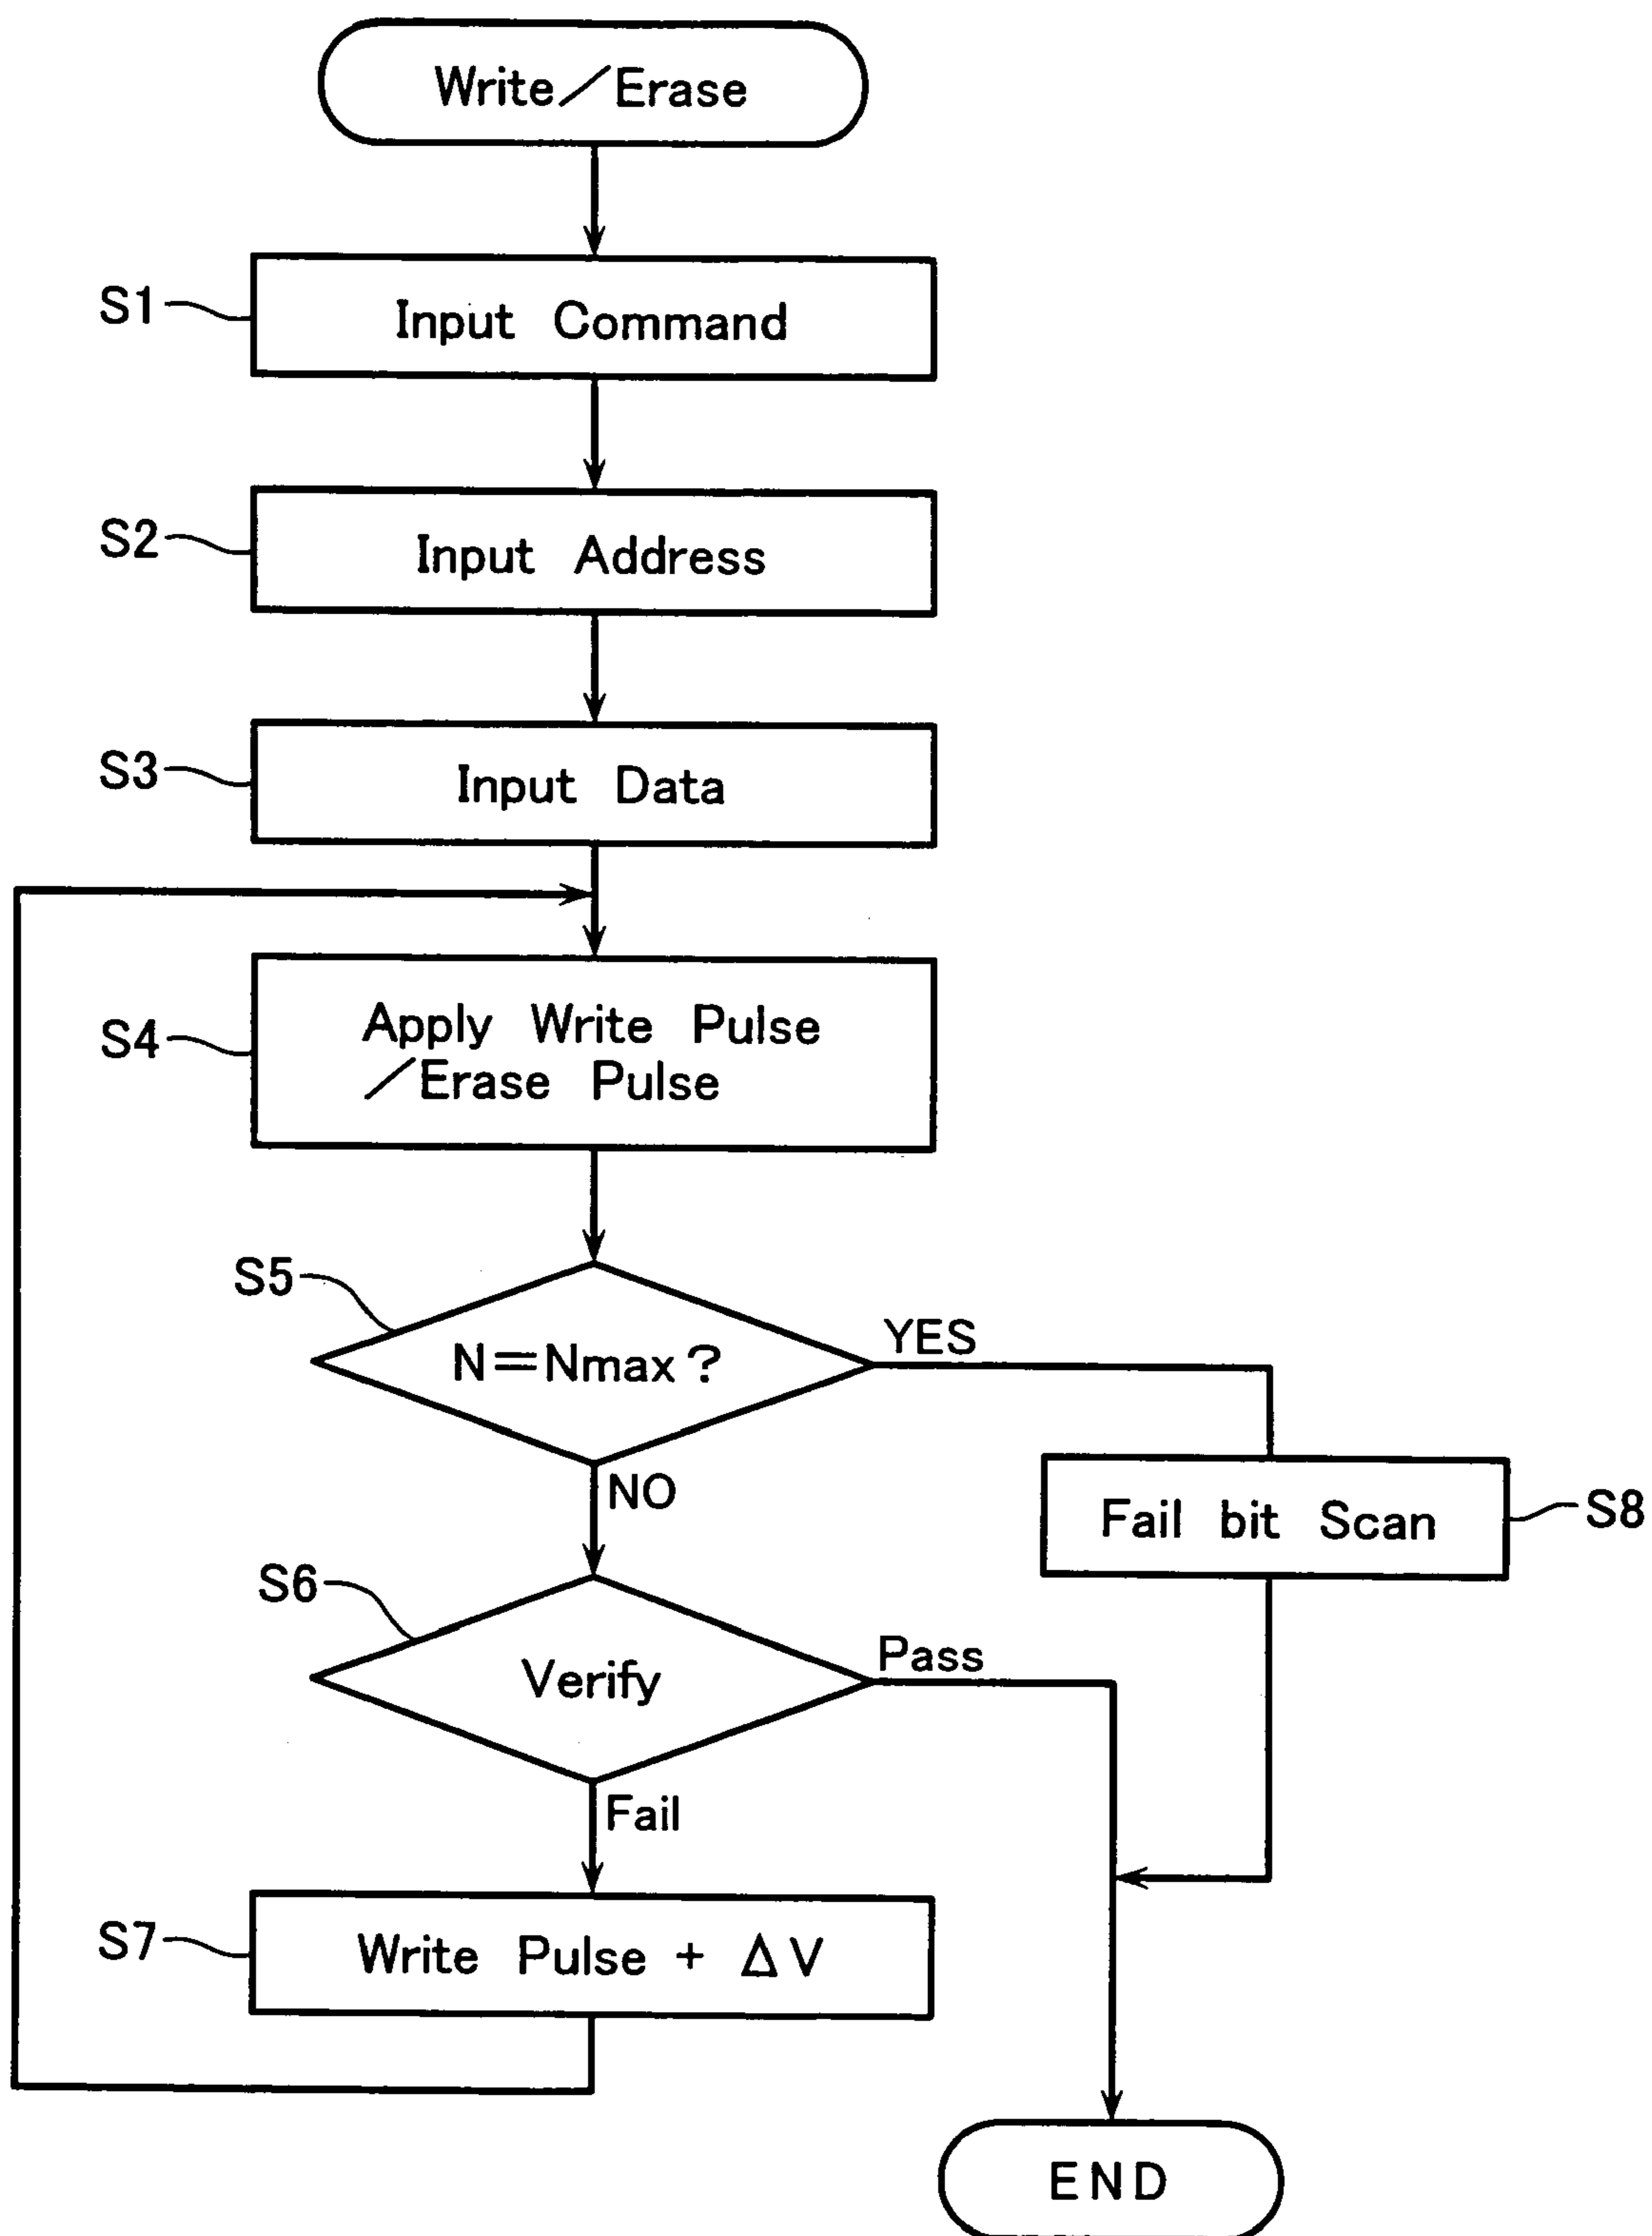 Write/Erase
S1
Input Command
S2
Input Address
S3
Input Data
S4
Apply Write Pulse
/Erase Pulse
S5
N=Nmax?
YES
NO
Fail bit Scan
S8
S6
Verify
Pass
Fail
S7
Write Pulse + ΔV
END